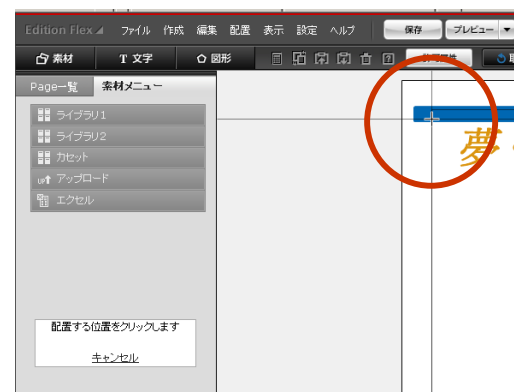 Edition Flex ファイル 作成 編集 配置 表示 設定 ヘルプ 保存 プレビュー
素材 T 文字 図形
Page一覧 素材メニュー
ライブラリ1
ライブラリ2
カセット
アップロード
エクセル
夢
配置する位置をクリックします
キャンセル